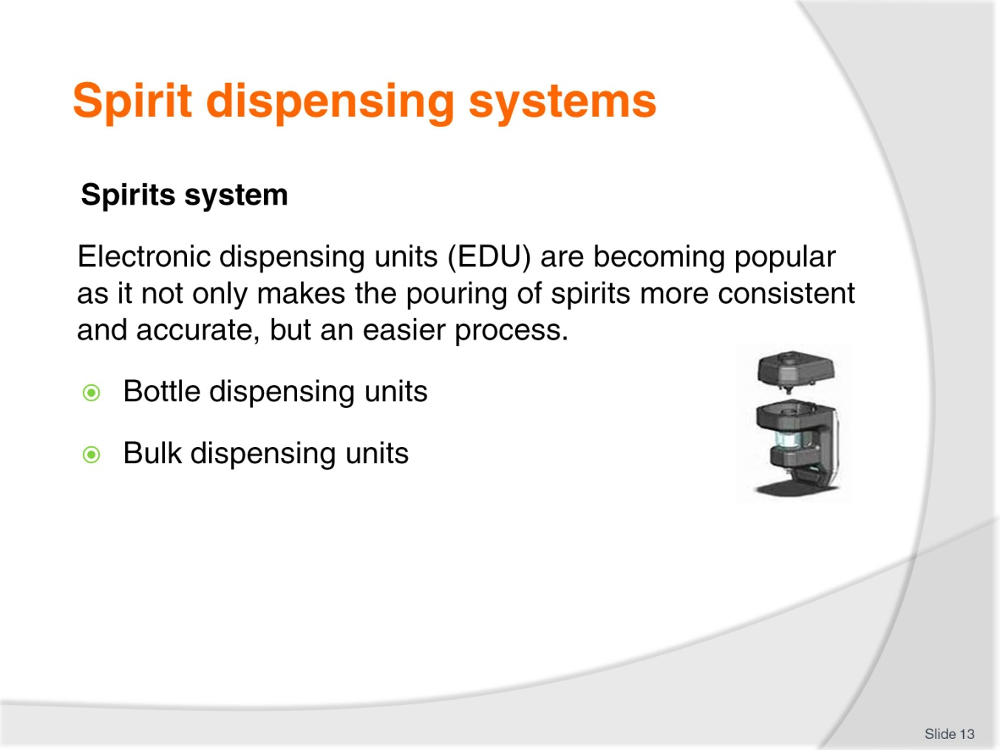 Spirit dispensing systems
Spirits system
Electronic dispensing units (EDU) are becoming popular
as it not only makes the pouring of spirits more consistent
and accurate, but an easier process.
Bottle dispensing units
Bulk dispensing units
Slide 13